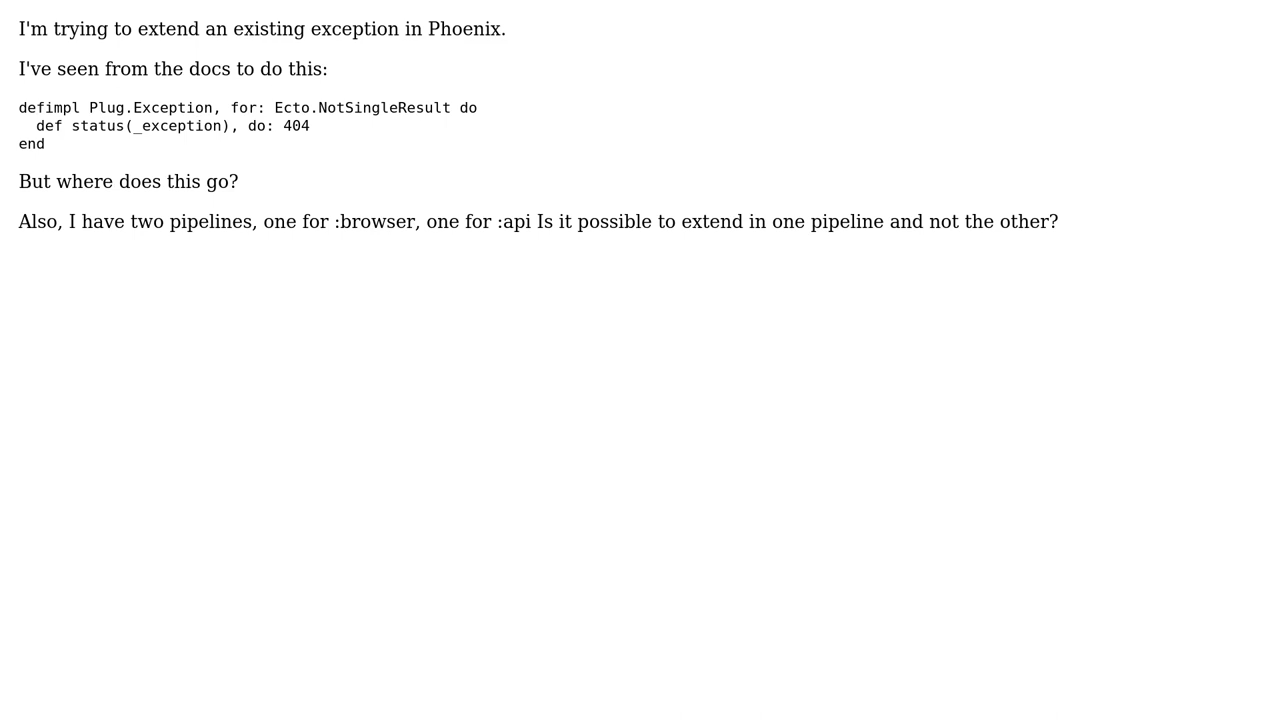 I'm trying to extend an existing exception in Phoenix.
I've seen from the docs to do this:
defimpl Plug.Exception, for: Ecto.NotSingleResult do
  def status(_exception), do: 404
end
But where does this go?
Also, I have two pipelines, one for :browser, one for :api Is it possible to extend in one pipeline and not the other?